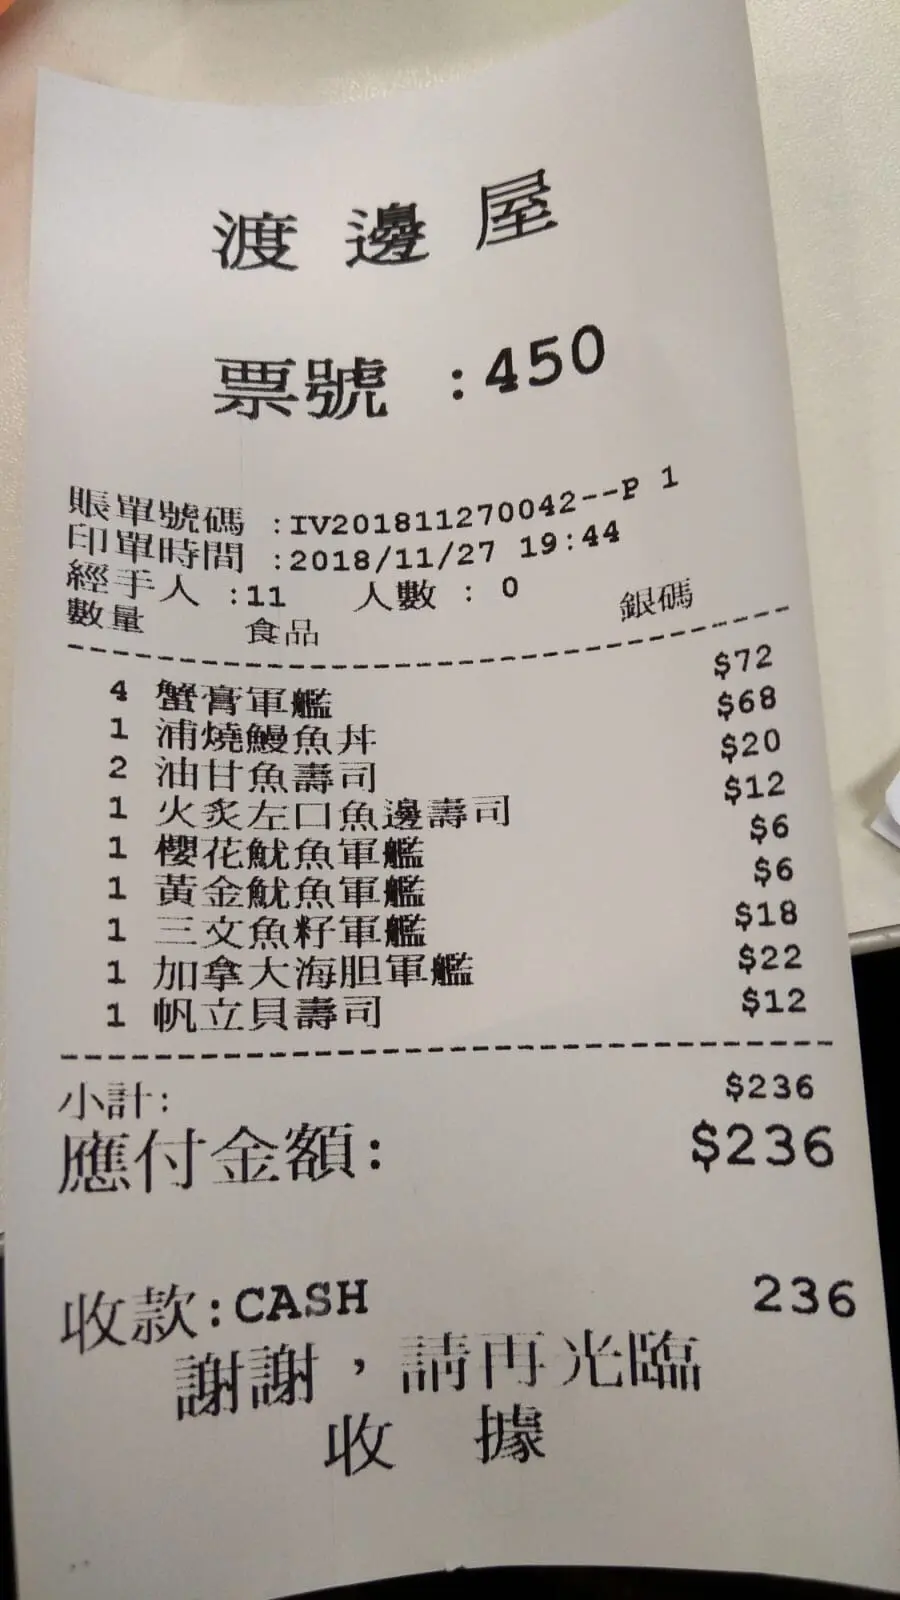 渡邊屋
票號 :450
賬單號碼 :IV201811270042--P 1
印單時間 :2018/11/27 19:44
經手人 :11 人數 : 0
數量 食品 銀碼
4 蟹膏軍艦 $72
1 浦燒鰻魚丼 $68
2 油甘魚壽司 $20
1 火炙左口魚邊壽司 $12
1 櫻花魷魚軍艦 $6
1 黃金魷魚軍艦 $6
1 三文魚籽軍艦 $18
1 加拿大海胆軍艦 $22
1 帆立貝壽司 $12
小計: $236
應付金額: $236
收款:CASH 236
謝謝，請再光臨
收 據